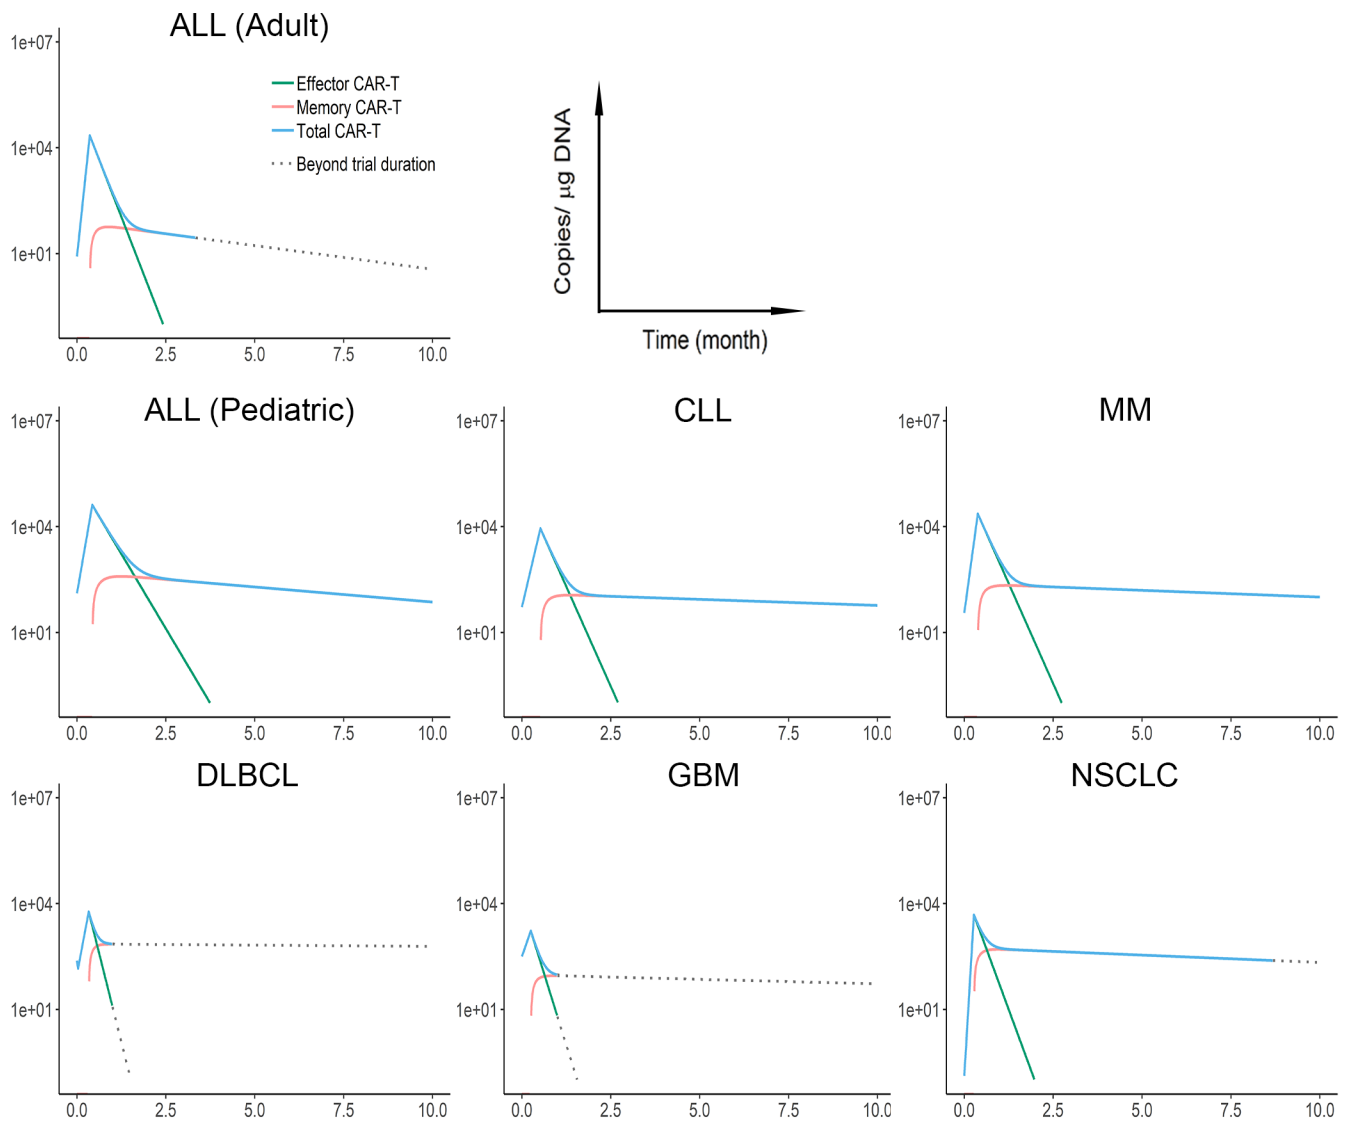 ALL (Adult)
1e+07
1e+04
1e+01
Effector CAR-T
Memory CAR-T
Total CAR-T
Beyond trial duration
0.0 2.5 5.0 7.5 10.0
Copies/ μg DNA
Time (month)
ALL (Pediatric)
1e+07
1e+04
1e+01
0.0 2.5 5.0 7.5 10.0
CLL
1e+07
1e+04
1e+01
0.0 2.5 5.0 7.5 10.0
MM
1e+07
1e+04
1e+01
0.0 2.5 5.0 7.5 10.0
DLBCL
1e+07
1e+04
1e+01
0.0 2.5 5.0 7.5 10.0
GBM
1e+07
1e+04
1e+01
0.0 2.5 5.0 7.5 10.0
NSCLC
1e+07
1e+04
1e+01
0.0 2.5 5.0 7.5 10.0